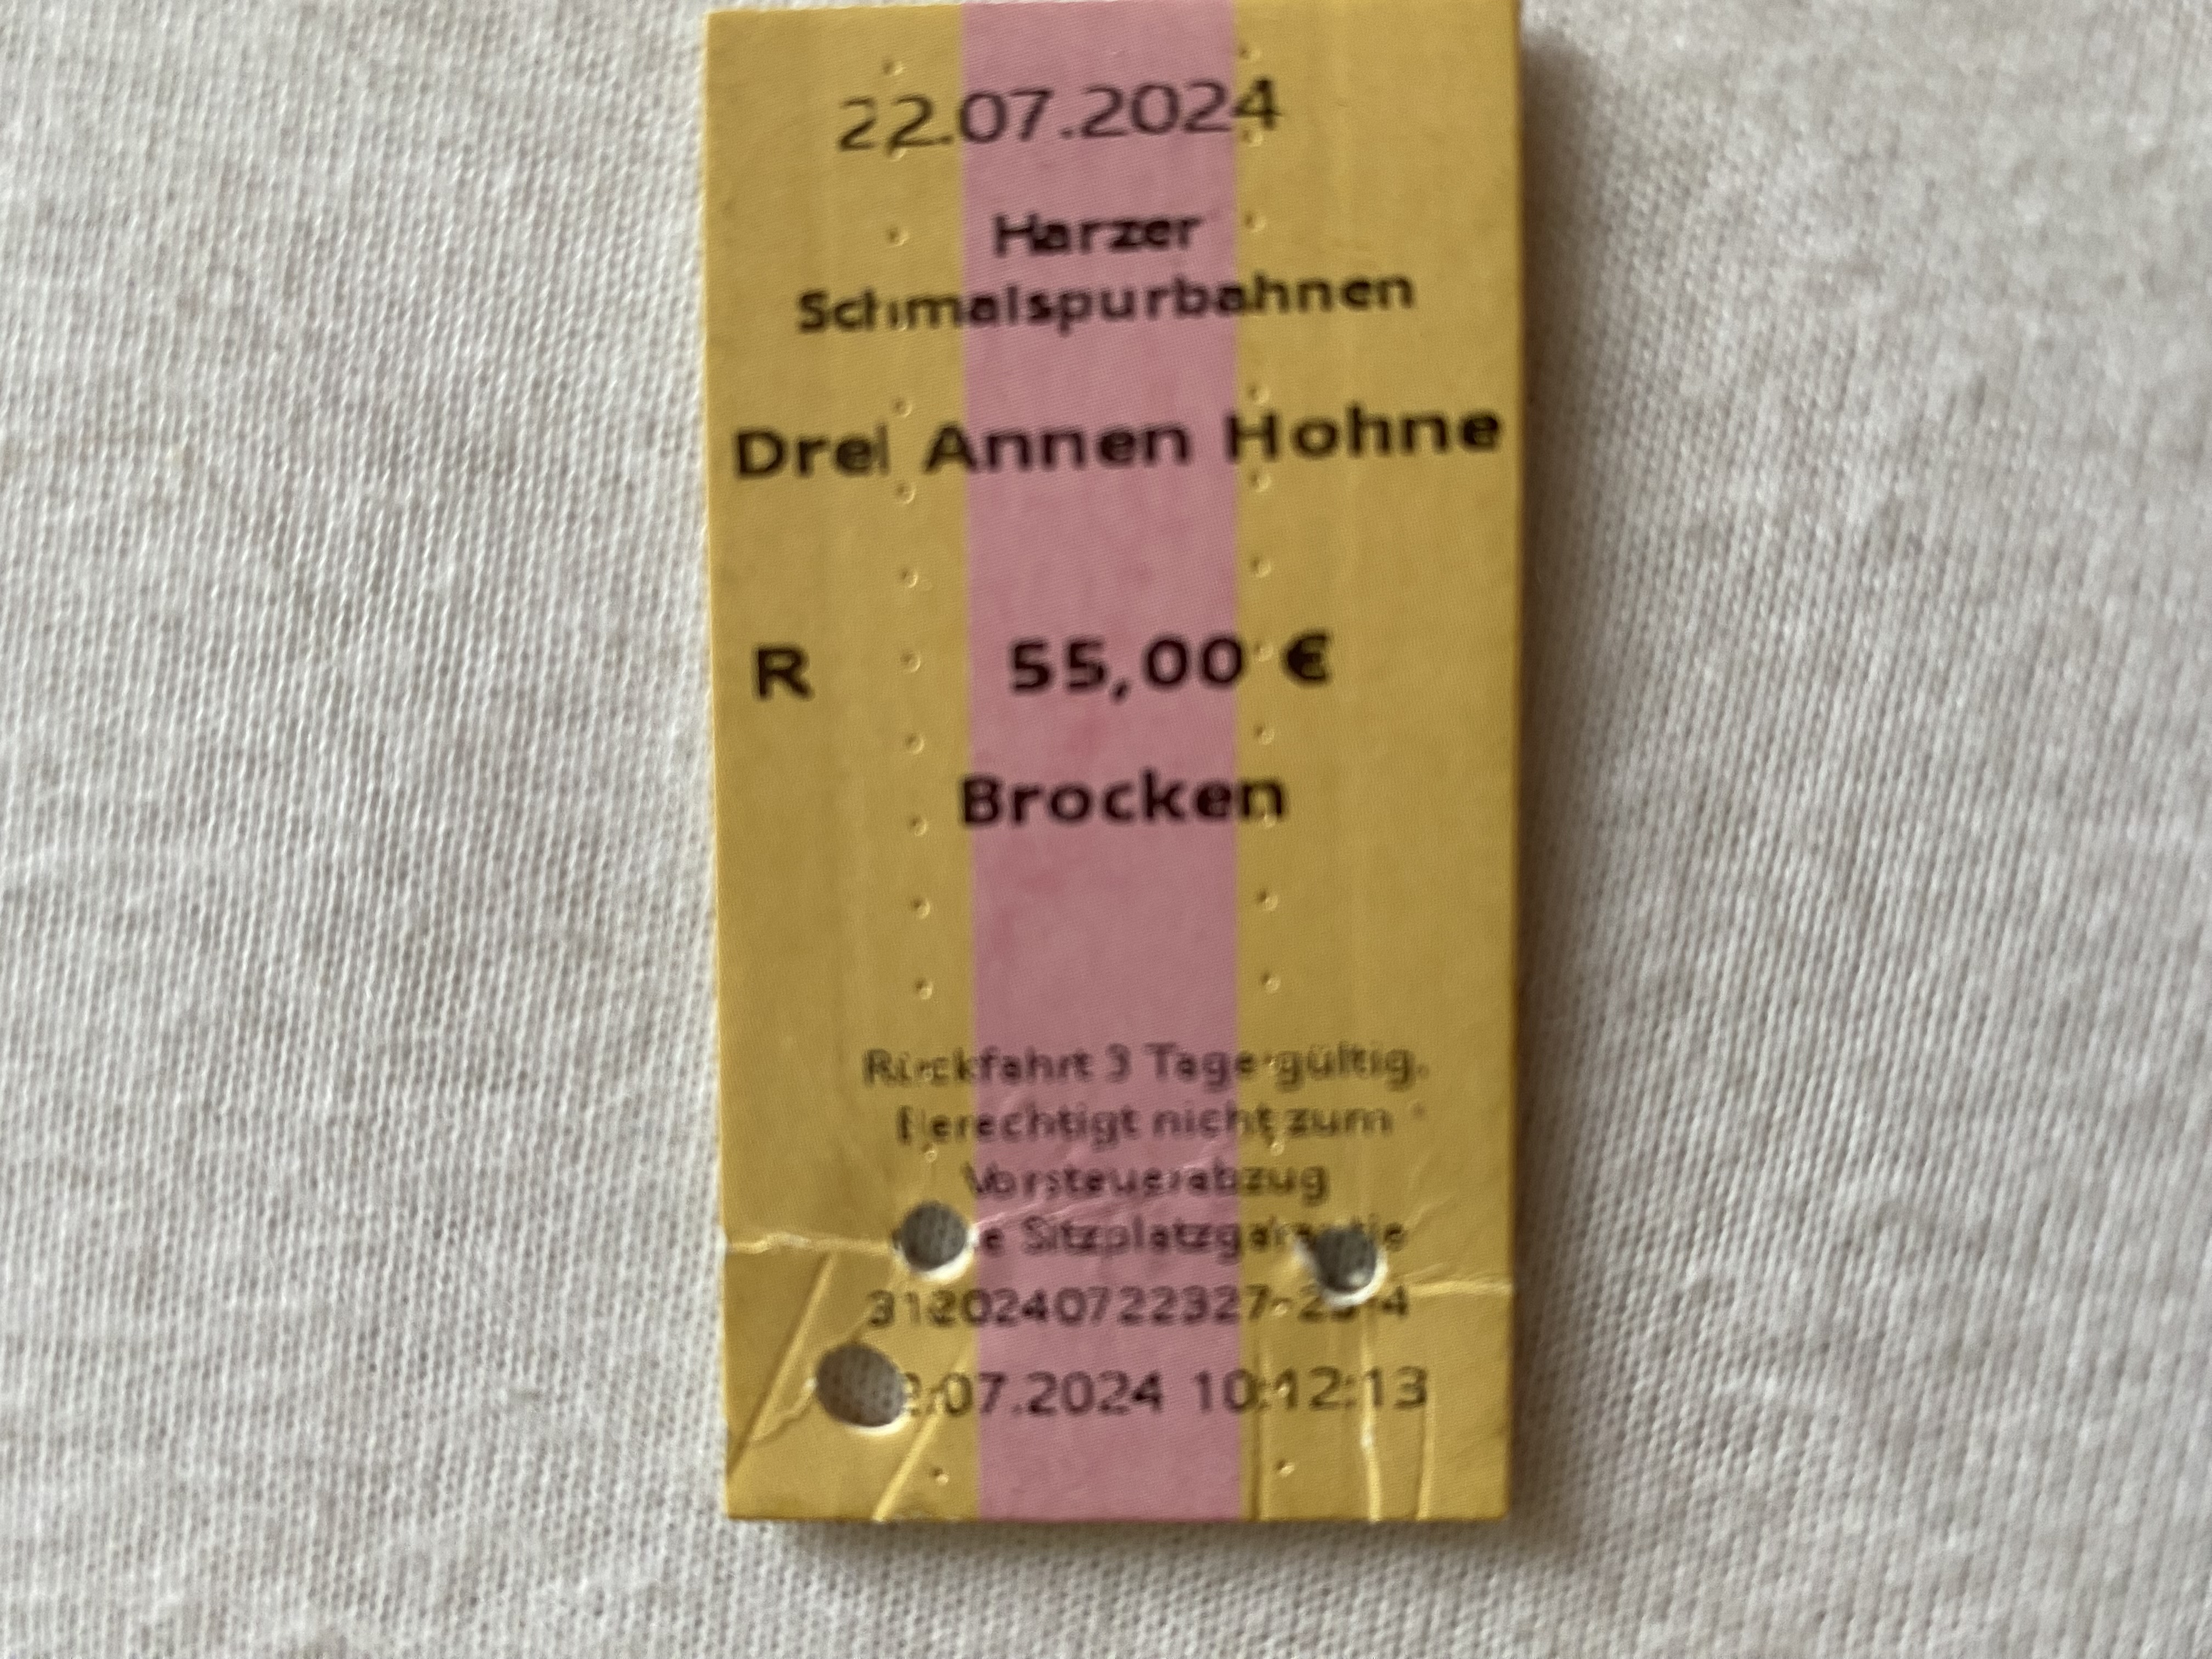 22.07.2024
Harzer
Schmalspurbahnen
Drei Annen Hohne
R 55,00 €
Brocken
Rückfahrt 3 Tage gültig.
Berechtigt nicht zum
Vorsteuerabzug
Sitzplatzgarantie
.07.2024 10:12:13